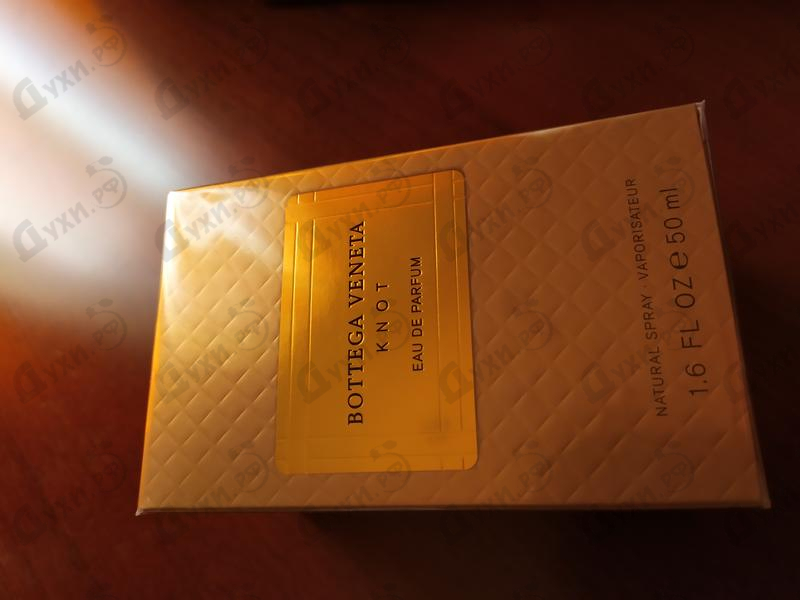 BOTTEGA VENETA
KNOT
EAU DE PARFUM
NATURAL SPRAY · VAPORISATEUR
1.6 FL OZ e 50 ml
Духи.рф